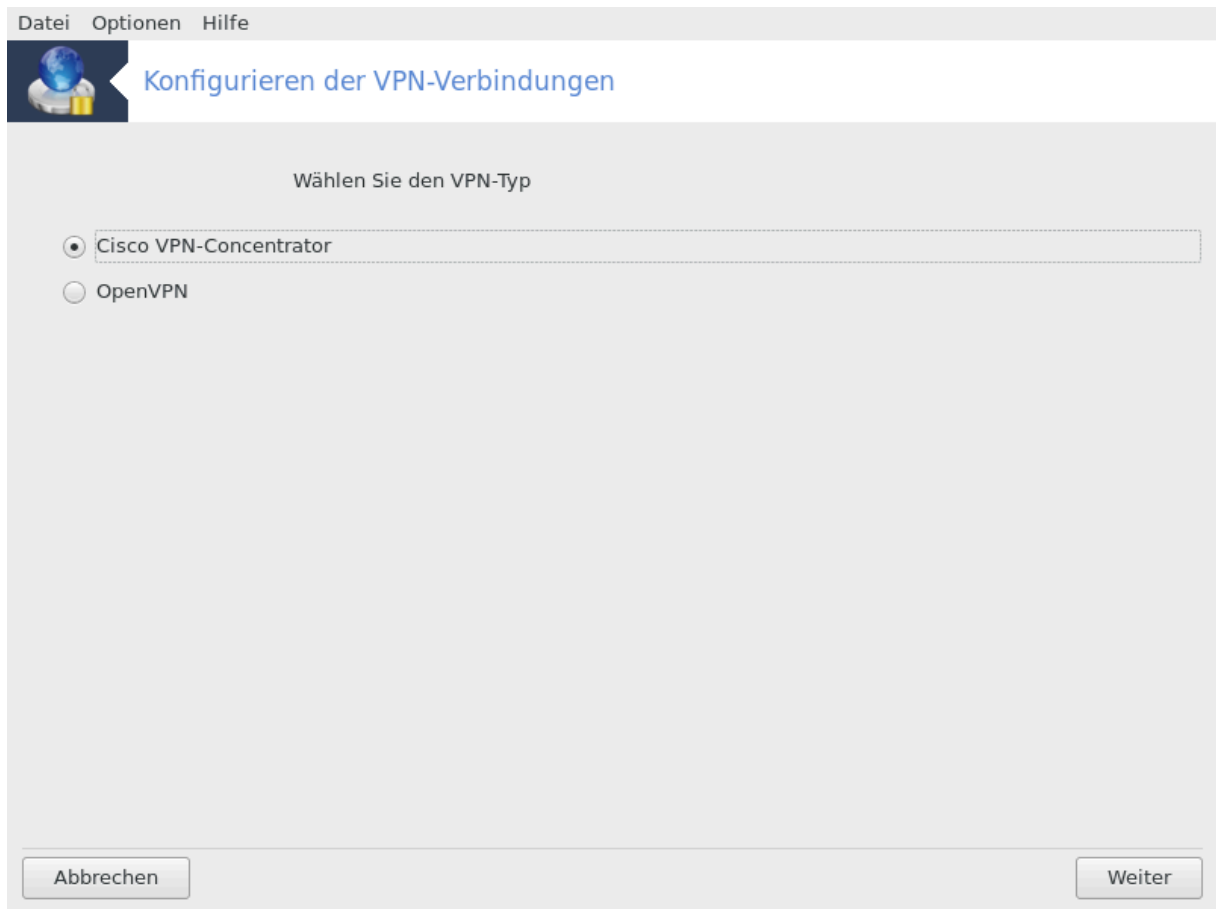 Datei Optionen Hilfe
Konfigurieren der VPN-Verbindungen
Wählen Sie den VPN-Typ
Cisco VPN-Concentrator
OpenVPN
Abbrechen Weiter